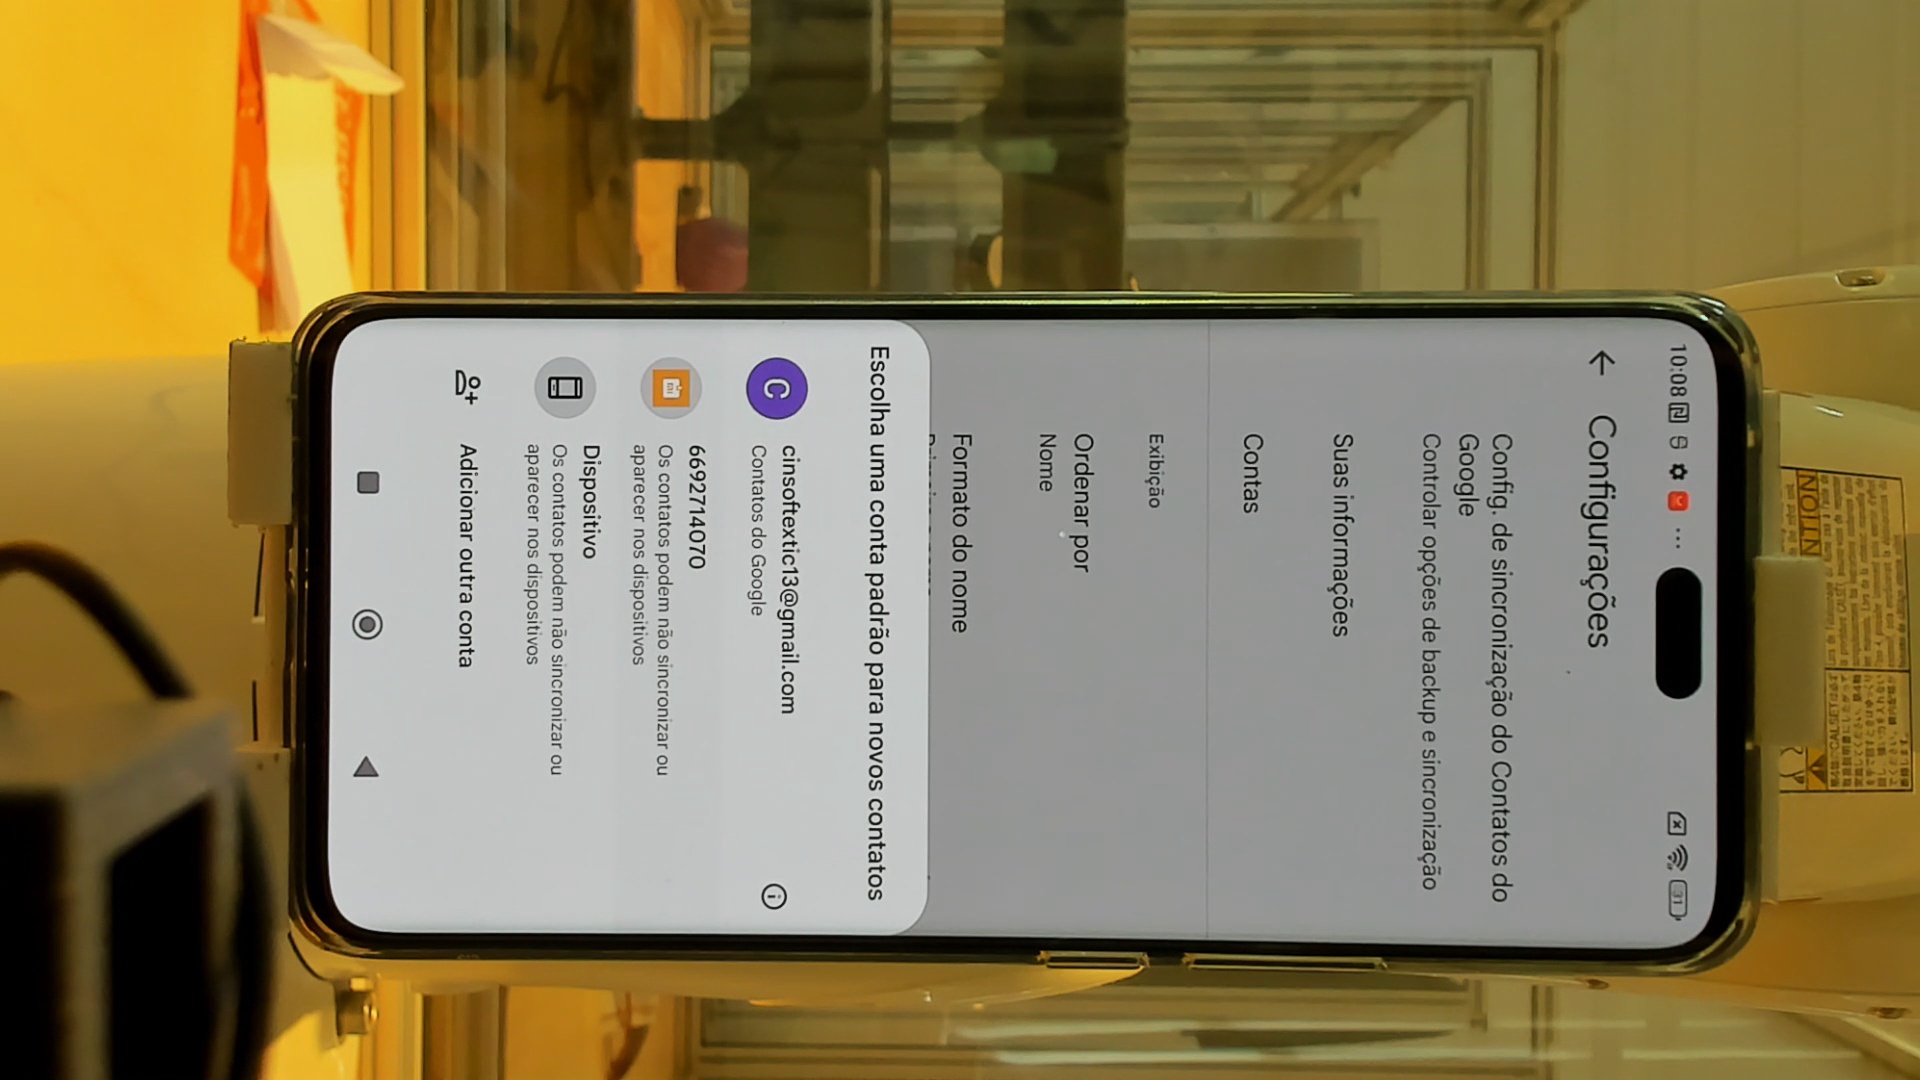 10:08
31
Configurações
Config. de sincronização do Contatos do
Google
Controlar opções de backup e sincronização
Suas informações
Contas
Exibição
Ordenar por
Nome
Formato do nome
Escolha uma conta padrão para novos contatos
C
cinsoftextic13@gmail.com
Contatos do Google
6692714070
Os contatos podem não sincronizar ou
aparecer nos dispositivos
Dispositivo
Os contatos podem não sincronizar ou
aparecer nos dispositivos
Adicionar outra conta